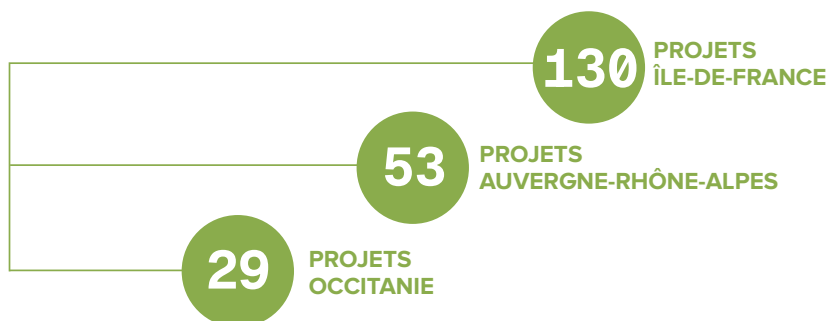 130
PROJETS
ÎLE-DE-FRANCE
53
PROJETS
AUVERGNE-RHÔNE-ALPES
29
PROJETS
OCCITANIE